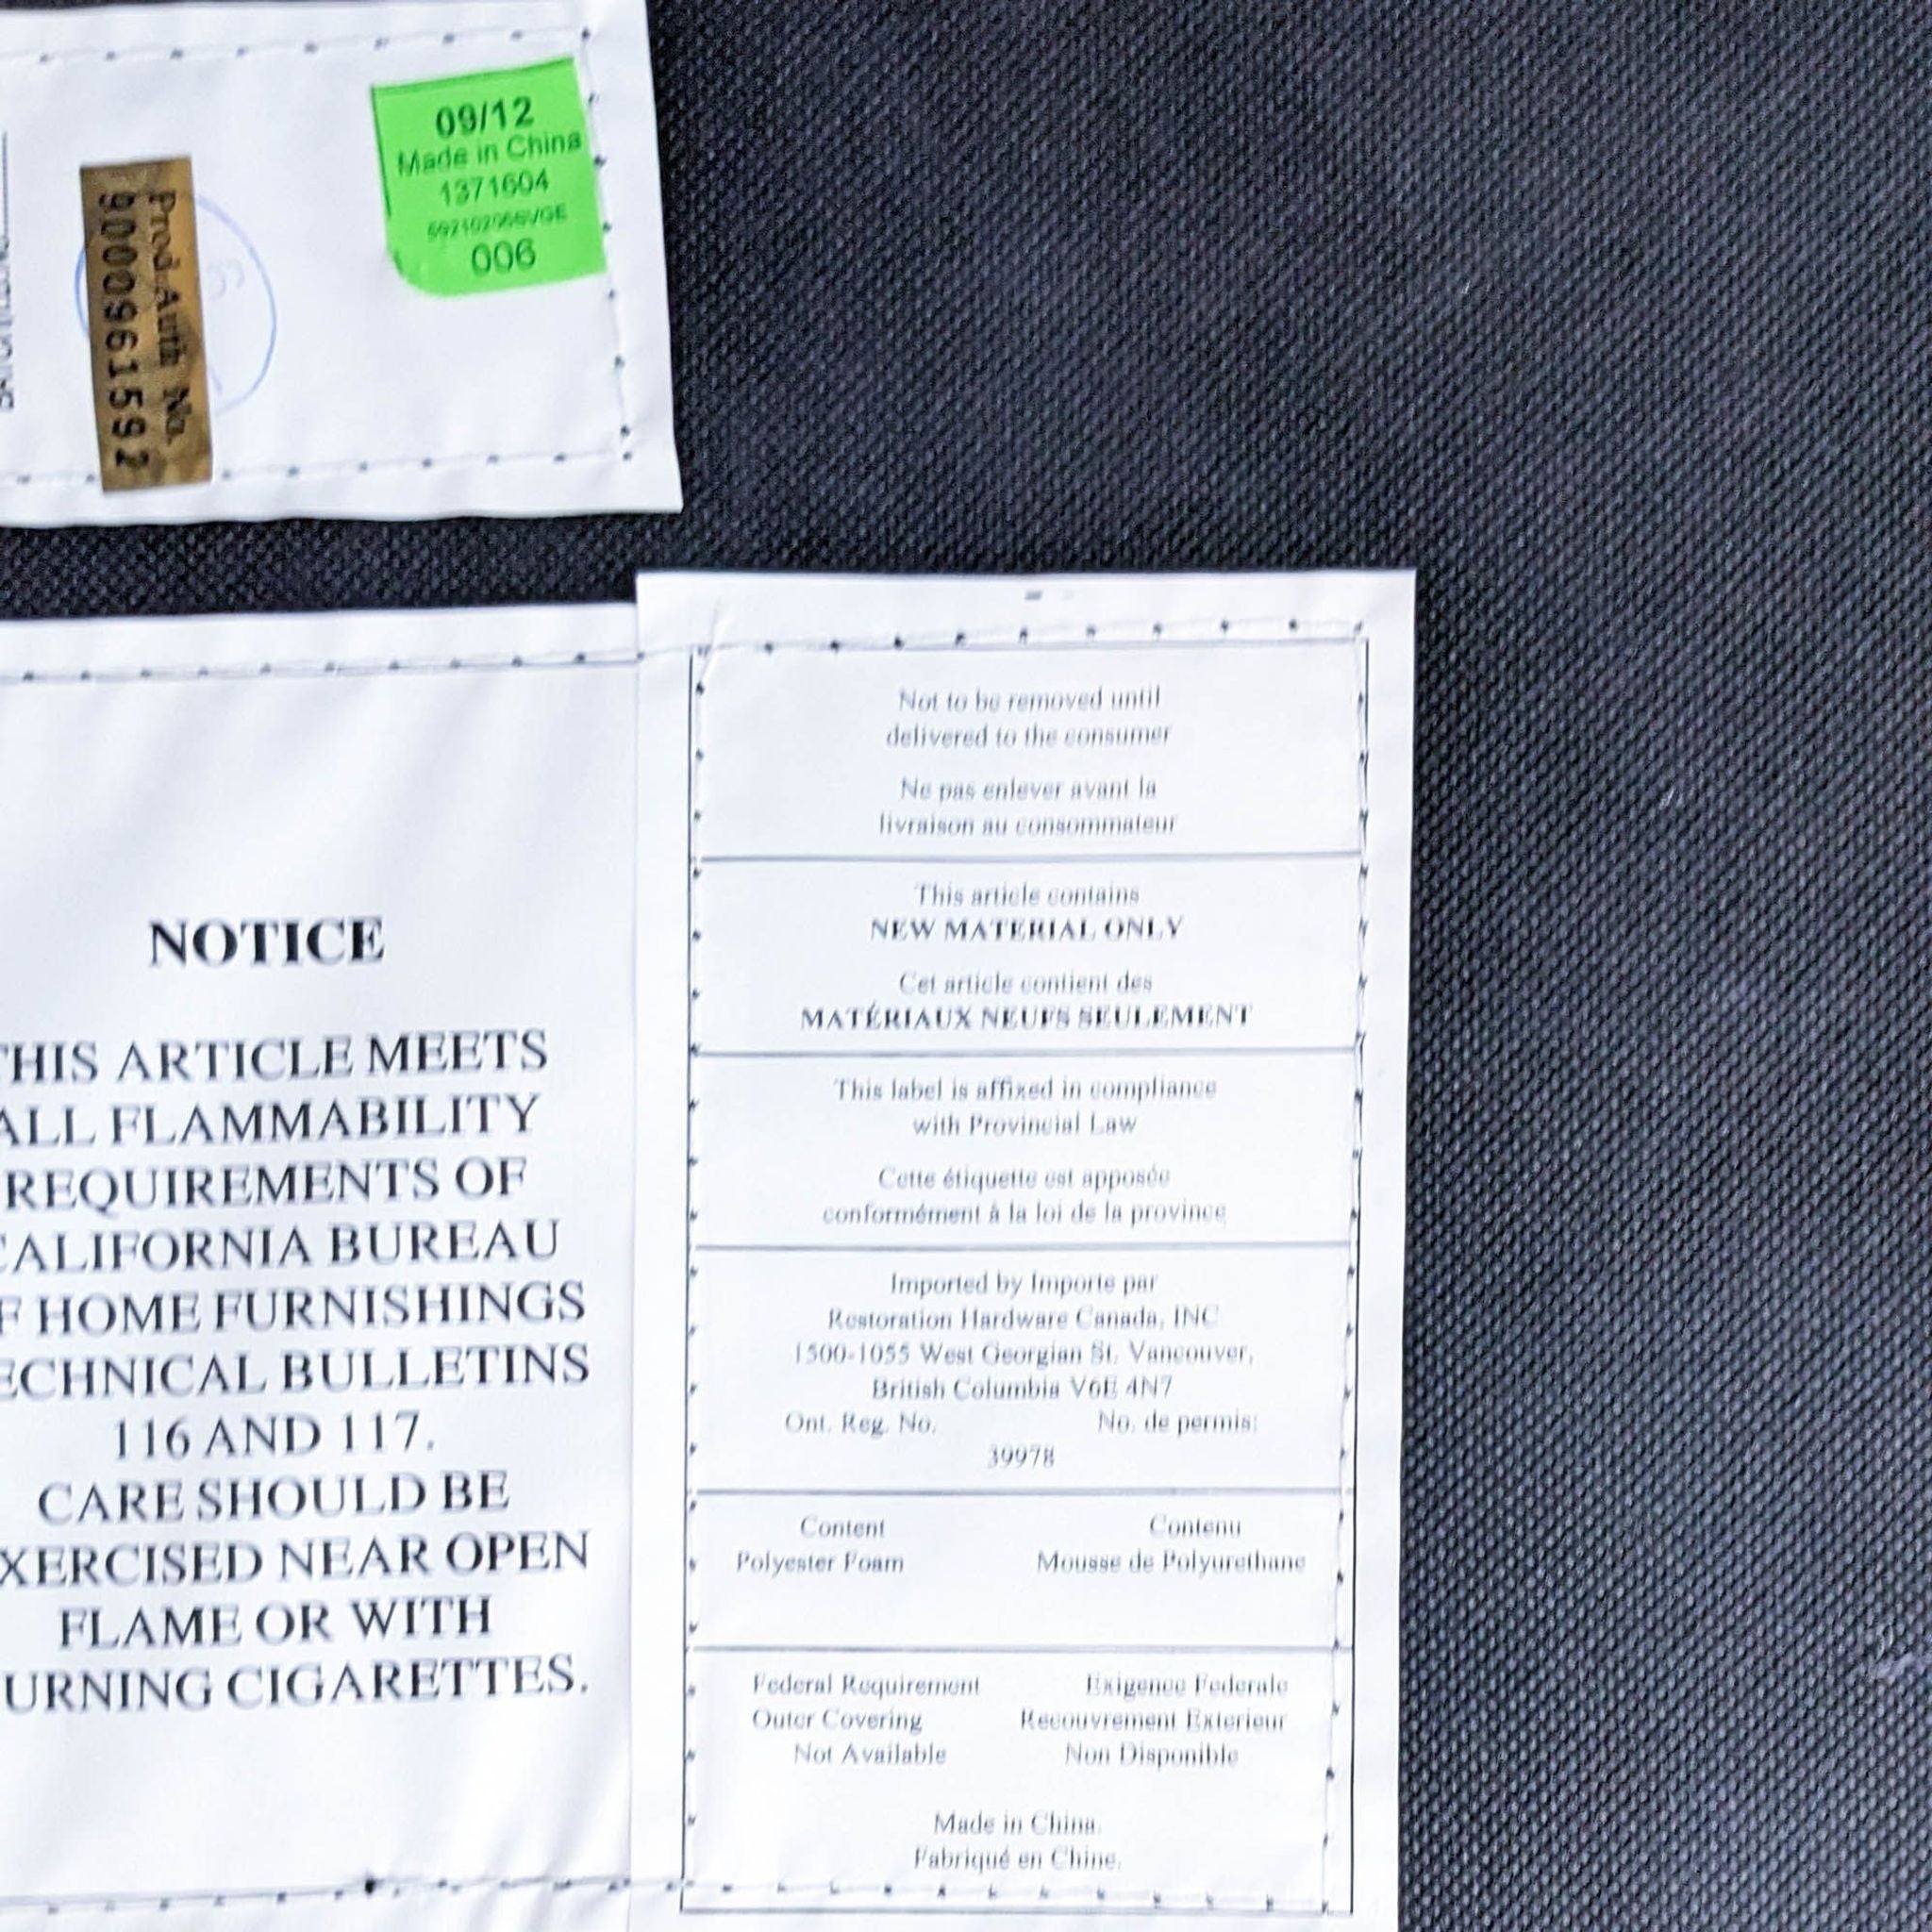 09/12
Made in China
1371604
006
Prod.Auth No.
9000961592
NOTICE
THIS ARTICLE MEETS
ALL FLAMMABILITY
REQUIREMENTS OF
CALIFORNIA BUREAU
OF HOME FURNISHINGS
TECHNICAL BULLETINS
116 AND 117.
CARE SHOULD BE
EXERCISED NEAR OPEN
FLAME OR WITH
BURNING CIGARETTES.
Not to be removed until
delivered to the consumer
Ne pas enlever avant la
livraison au consommateur
This article contains
NEW MATERIAL ONLY
Cet article contient des
MATÉRIAUX NEUFS SEULEMENT
This label is affixed in compliance
with Provincial Law
Cette étiquette est apposée
conformément à la loi de la province
Imported by Importe par
Restoration Hardware Canada, INC
1500-1055 West Georgian St. Vancouver,
British Columbia V6E 4N7
Ont. Reg. No. No. de permis:
39978
Content Contenu
Polyester Foam Mousse de Polyurethane
Federal Requirement Exigence Federale
Outer Covering Recouvrement Exterieur
Not Available Non Disponible
Made in China.
Fabriqué en Chine.